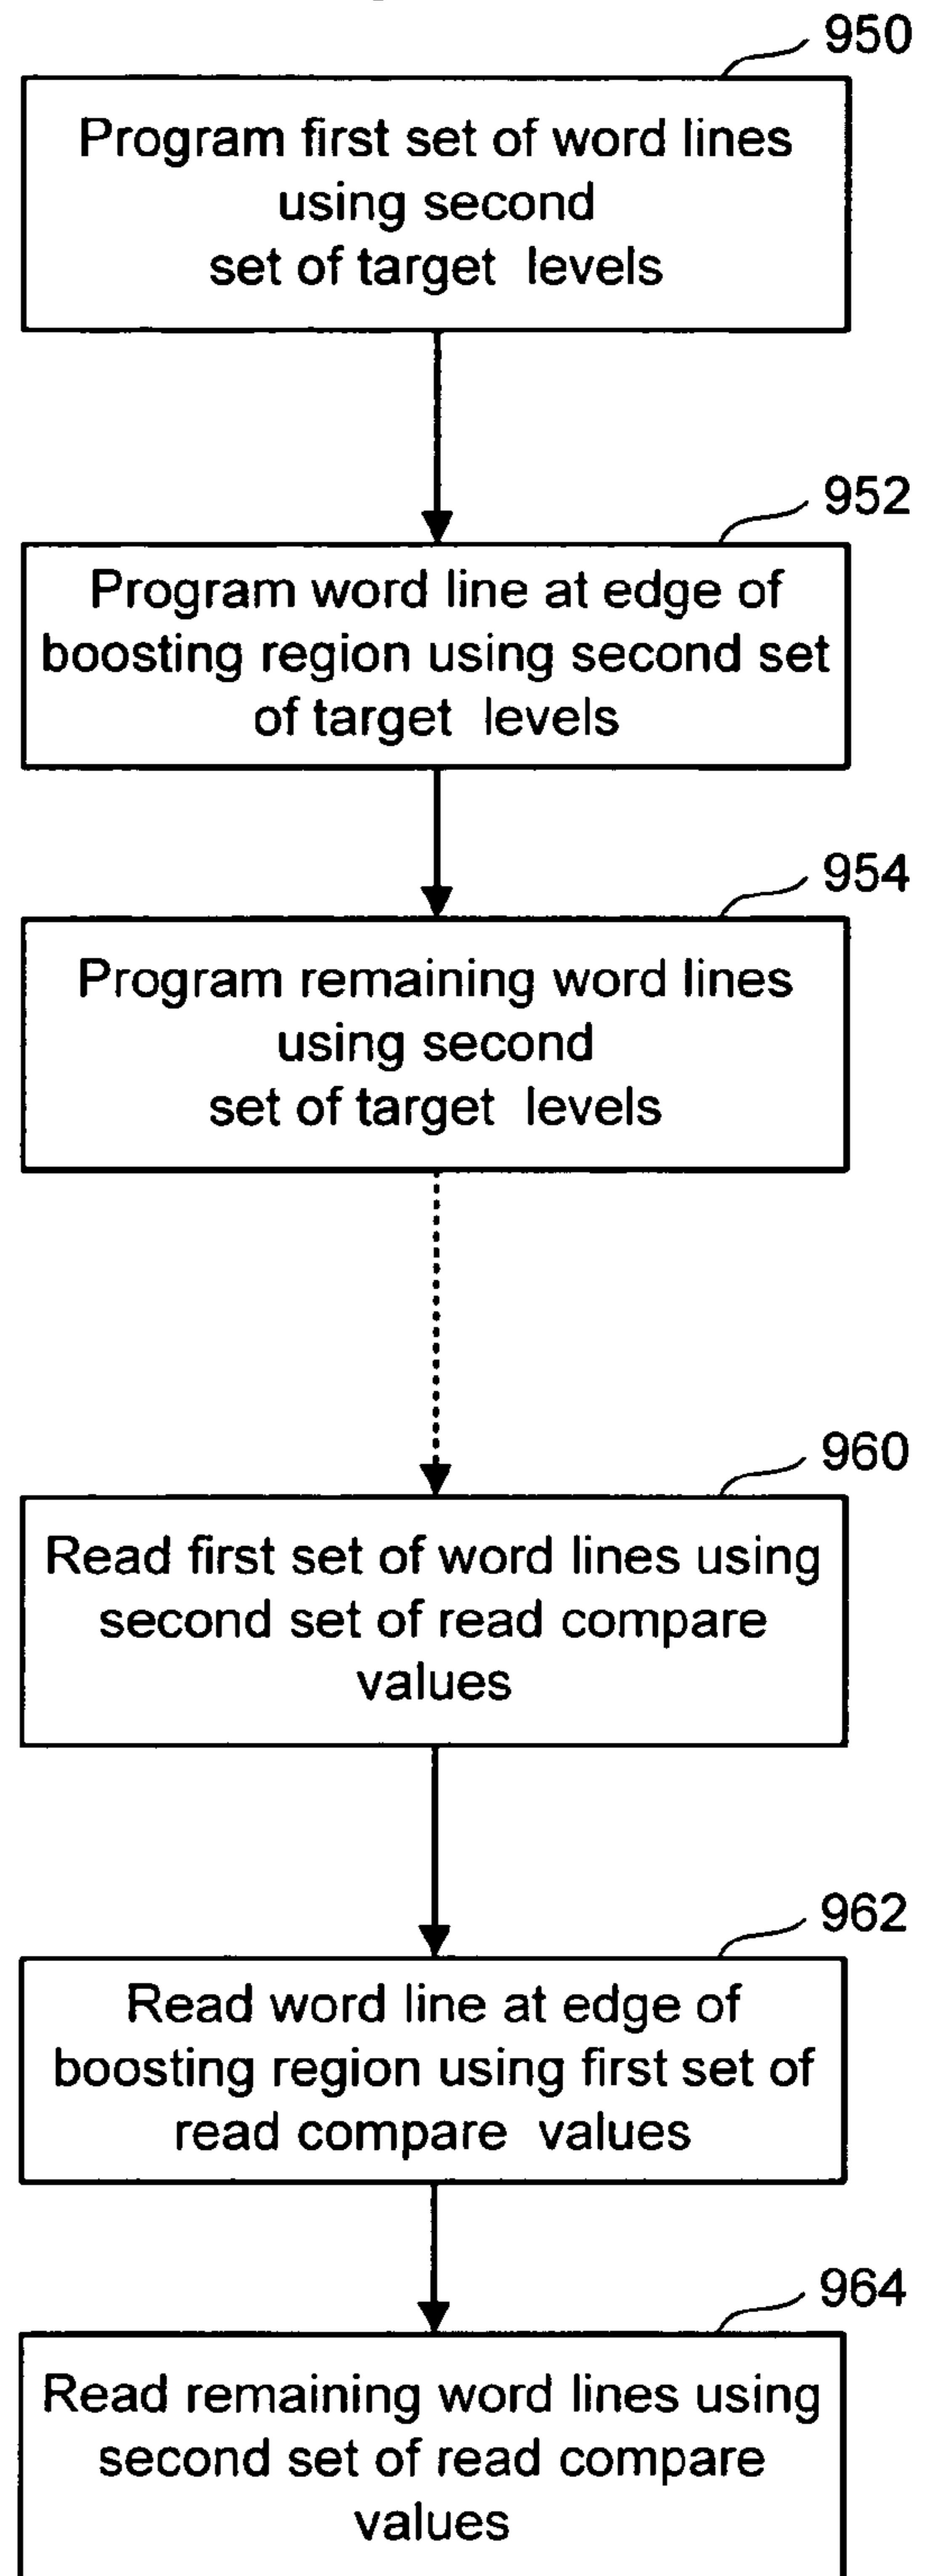 950
Program first set of word lines
using second
set of target levels
952
Program word line at edge of
boosting region using second set
of target levels
954
Program remaining word lines
using second
set of target levels
960
Read first set of word lines using
second set of read compare
values
962
Read word line at edge of
boosting region using first set of
read compare values
964
Read remaining word lines using
second set of read compare
values